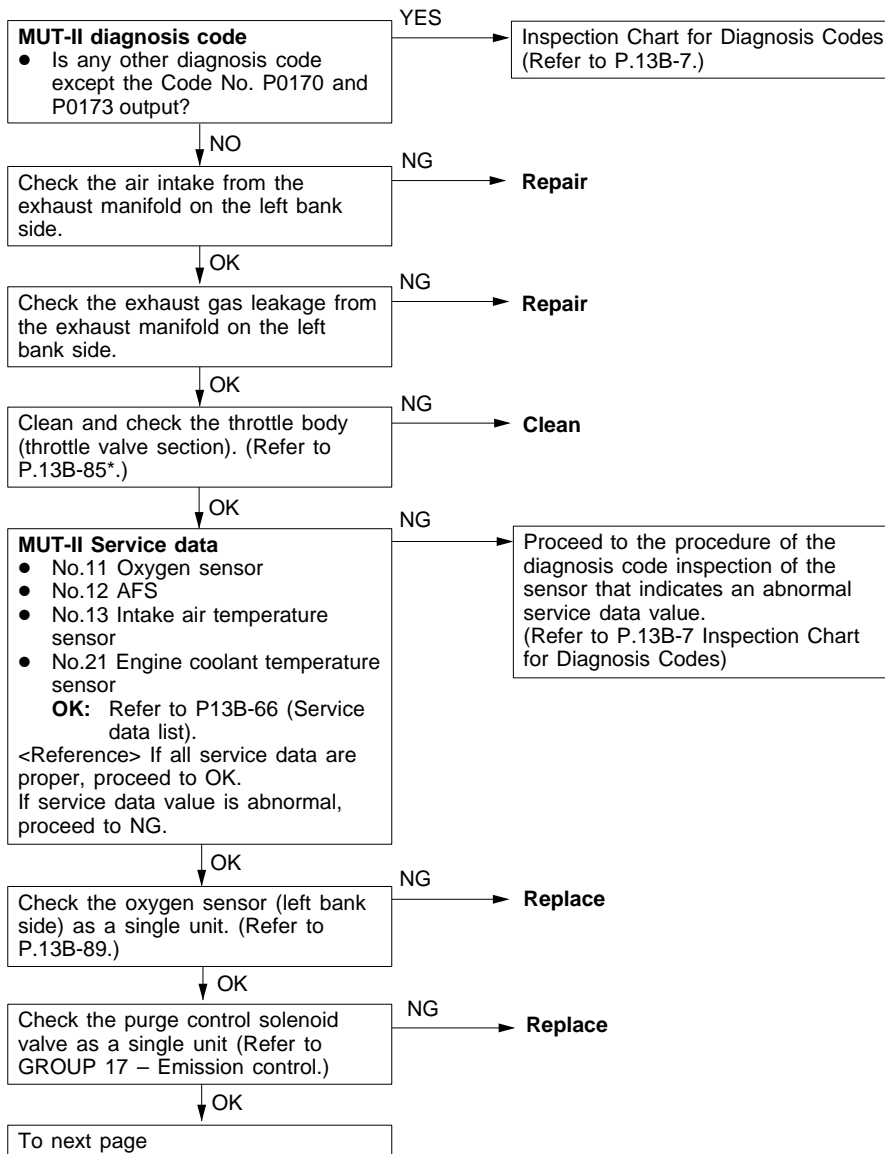 MUT-II diagnosis code
● Is any other diagnosis code
except the Code No. P0170 and
P0173 output?
YES
Inspection Chart for Diagnosis Codes
(Refer to P.13B-7.)
NO
Check the air intake from the
exhaust manifold on the left bank
side.
NG
Repair
OK
Check the exhaust gas leakage from
the exhaust manifold on the left
bank side.
NG
Repair
OK
Clean and check the throttle body
(throttle valve section). (Refer to
P.13B-85*.)
NG
Clean
OK
MUT-II Service data
● No.11 Oxygen sensor
● No.12 AFS
● No.13 Intake air temperature
sensor
● No.21 Engine coolant temperature
sensor
OK: Refer to P13B-66 (Service
data list).
<Reference> If all service data are
proper, proceed to OK.
If service data value is abnormal,
proceed to NG.
NG
Proceed to the procedure of the
diagnosis code inspection of the
sensor that indicates an abnormal
service data value.
(Refer to P.13B-7 Inspection Chart
for Diagnosis Codes)
OK
Check the oxygen sensor (left bank
side) as a single unit. (Refer to
P.13B-89.)
NG
Replace
OK
Check the purge control solenoid
valve as a single unit (Refer to
GROUP 17 – Emission control.)
NG
Replace
OK
To next page